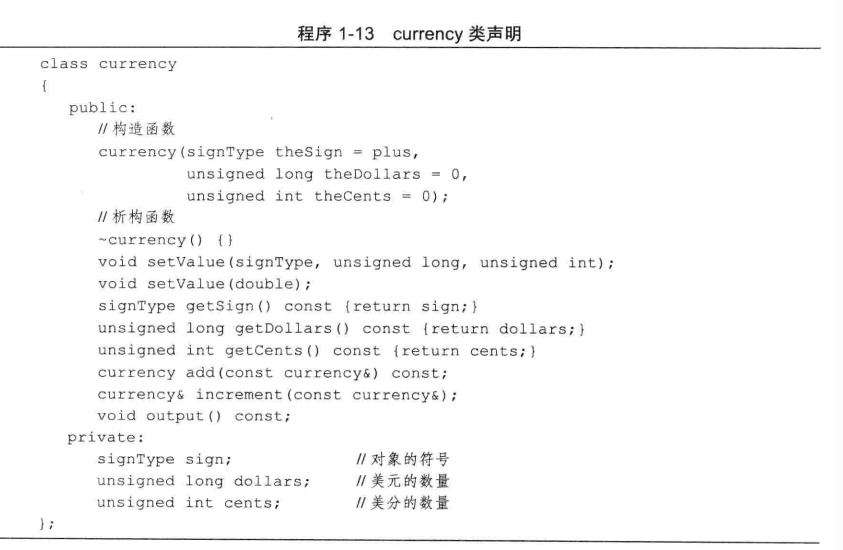 程序 1-13 currency 类声明
class currency
{
   public:
      // 构造函数
      currency(signType theSign = plus,
               unsigned long theDollars = 0,
               unsigned int theCents = 0);
      // 析构函数
      ~currency() {}
      void setValue(signType, unsigned long, unsigned int);
      void setValue(double);
      signType getSign() const {return sign;}
      unsigned long getDollars() const {return dollars;}
      unsigned int getCents() const {return cents;}
      currency add(const currency&) const;
      currency& increment(const currency&);
      void output() const;
   private:
      signType sign;              // 对象的符号
      unsigned long dollars;      // 美元的数量
      unsigned int cents;         // 美分的数量
};